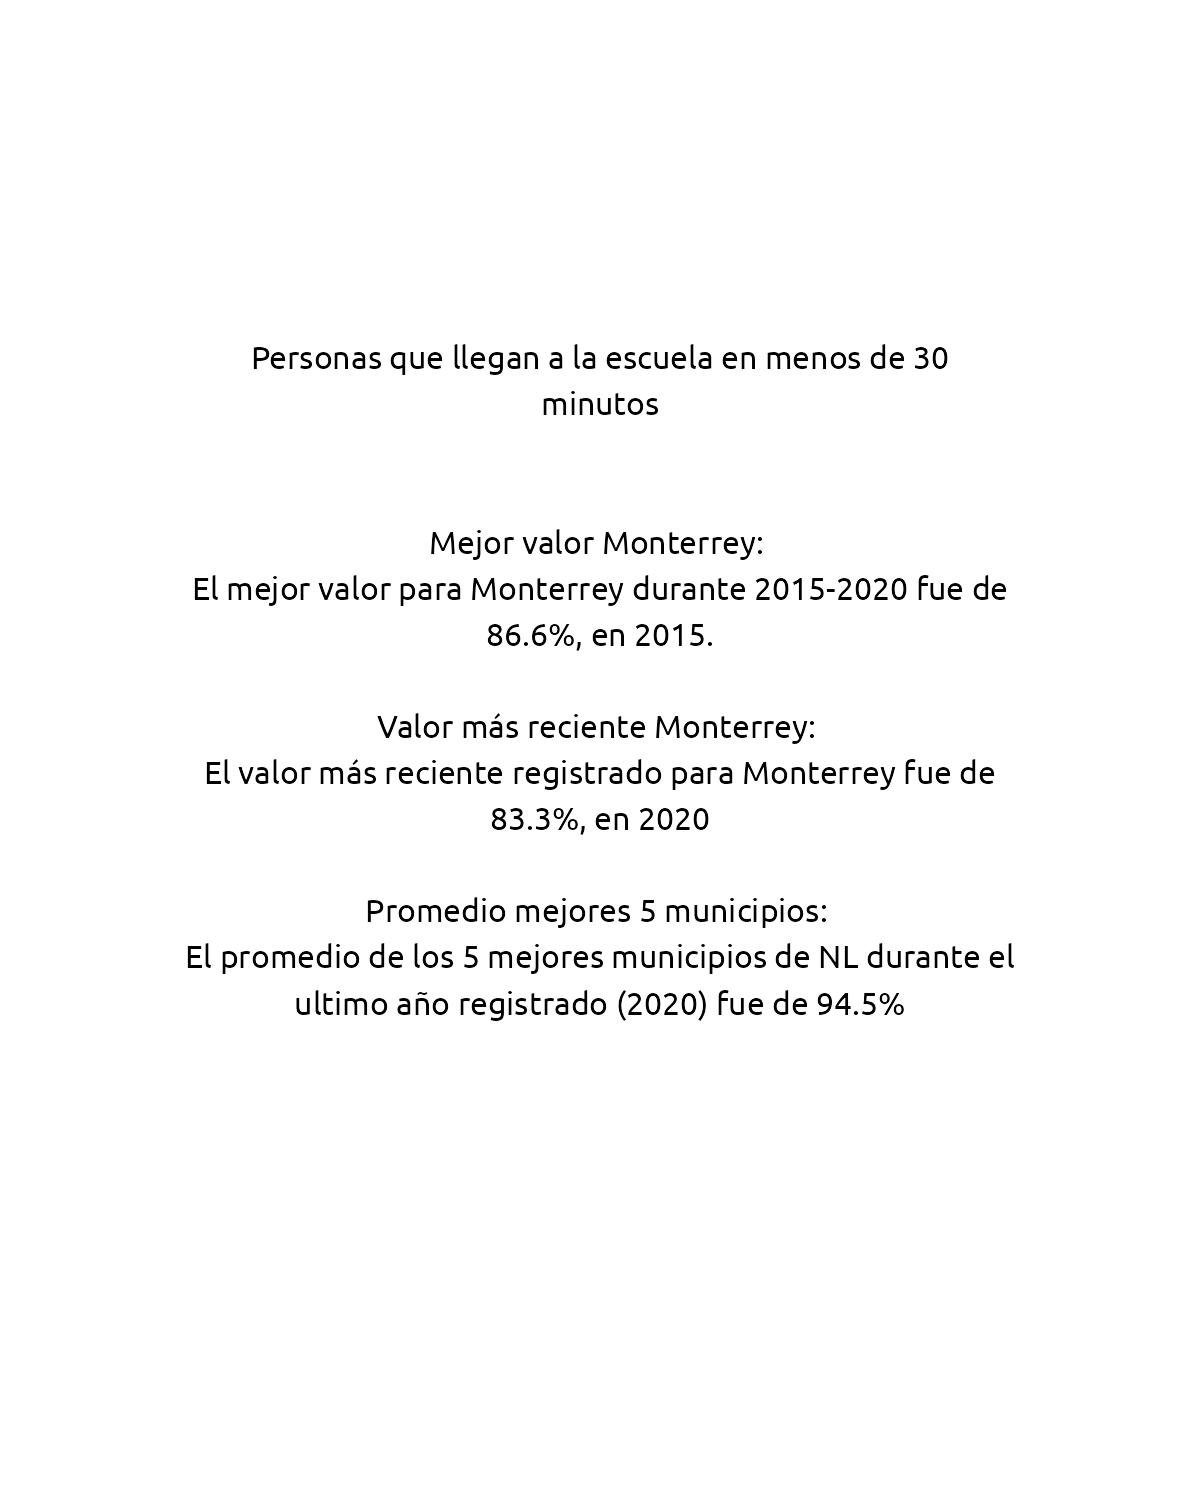 Personas que llegan a la escuela en menos de 30
minutos
Mejor valor Monterrey:
El mejor valor para Monterrey durante 2015-2020 fue de
86.6%, en 2015.
Valor más reciente Monterrey:
El valor más reciente registrado para Monterrey fue de
83.3%, en 2020
Promedio mejores 5 municipios:
El promedio de los 5 mejores municipios de NL durante el
ultimo año registrado (2020) fue de 94.5%